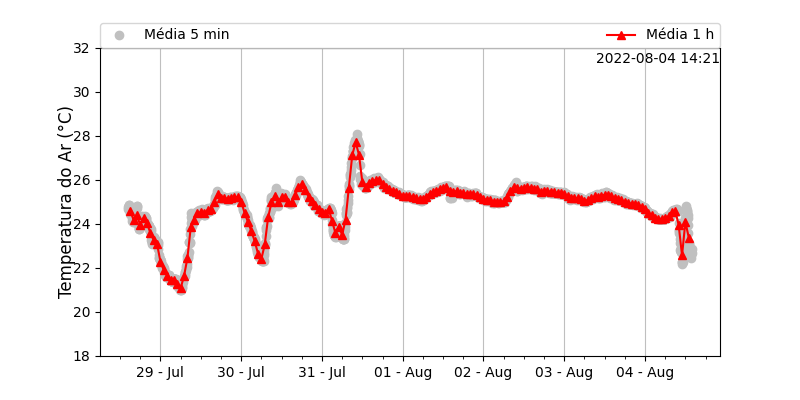 Média 5 min
Média 1 h
2022-08-04 14:21
Temperatura do Ar (°C)
32
30
28
26
24
22
20
18
29 - Jul
30 - Jul
31 - Jul
01 - Aug
02 - Aug
03 - Aug
04 - Aug